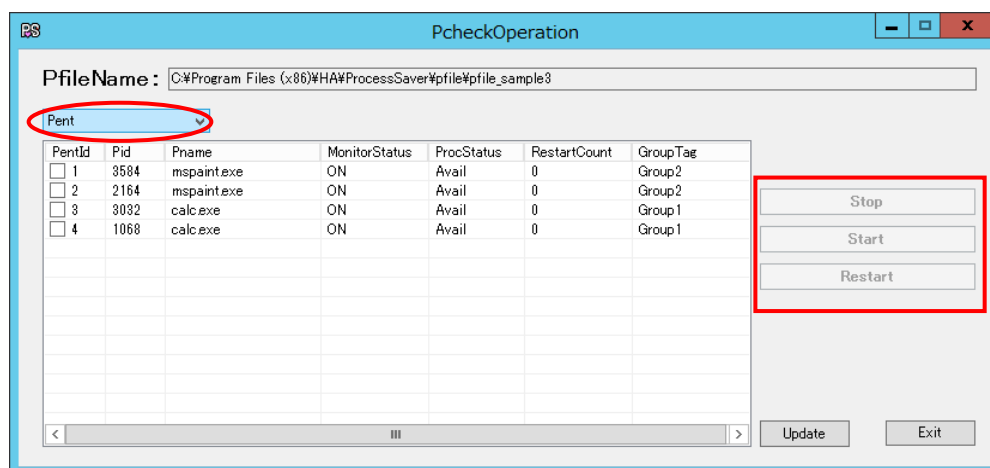 PS PcheckOperation
PfileName: C:¥Program Files (x86)¥HA¥ProcessSaver¥pfile¥pfile_sample3
Pent
PentId Pid Pname MonitorStatus ProcStatus RestartCount GroupTag
1 3584 mspaint.exe ON Avail 0 Group2
2 2164 mspaint.exe ON Avail 0 Group2
3 3032 calc.exe ON Avail 0 Group1
4 1068 calc.exe ON Avail 0 Group1
Stop
Start
Restart
Update Exit